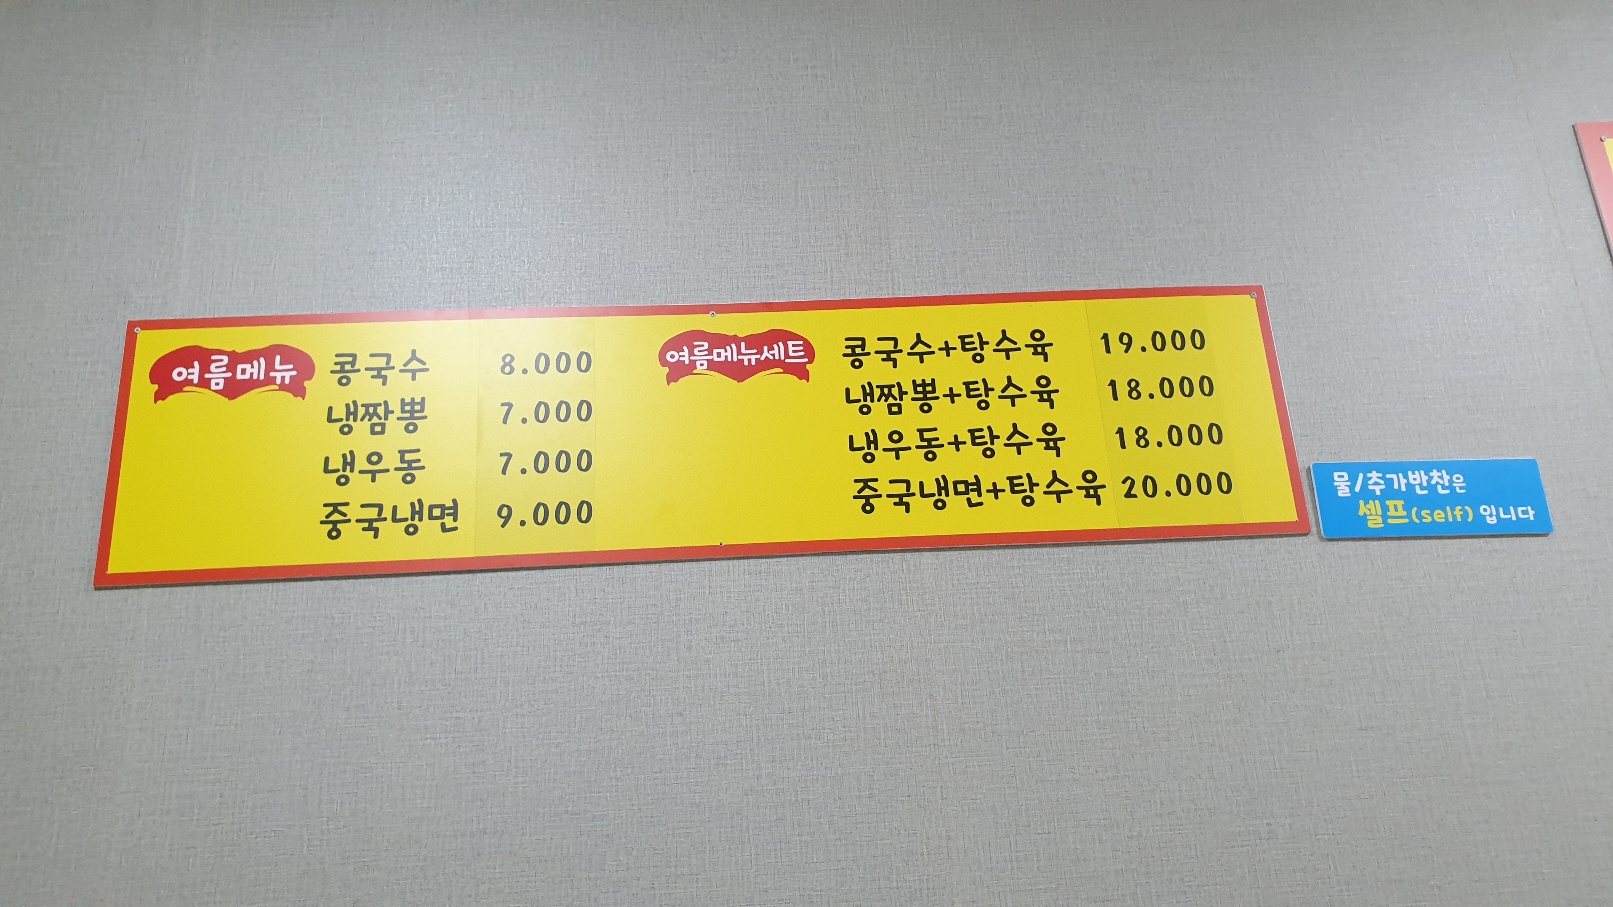 여름메뉴
콩국수 8.000
냉짬뽕 7.000
냉우동 7.000
중국냉면 9.000
여름메뉴세트
콩국수+탕수육 19.000
냉짬뽕+탕수육 18.000
냉우동+탕수육 18.000
중국냉면+탕수육 20.000
물/추가반찬은
셀프(self) 입니다